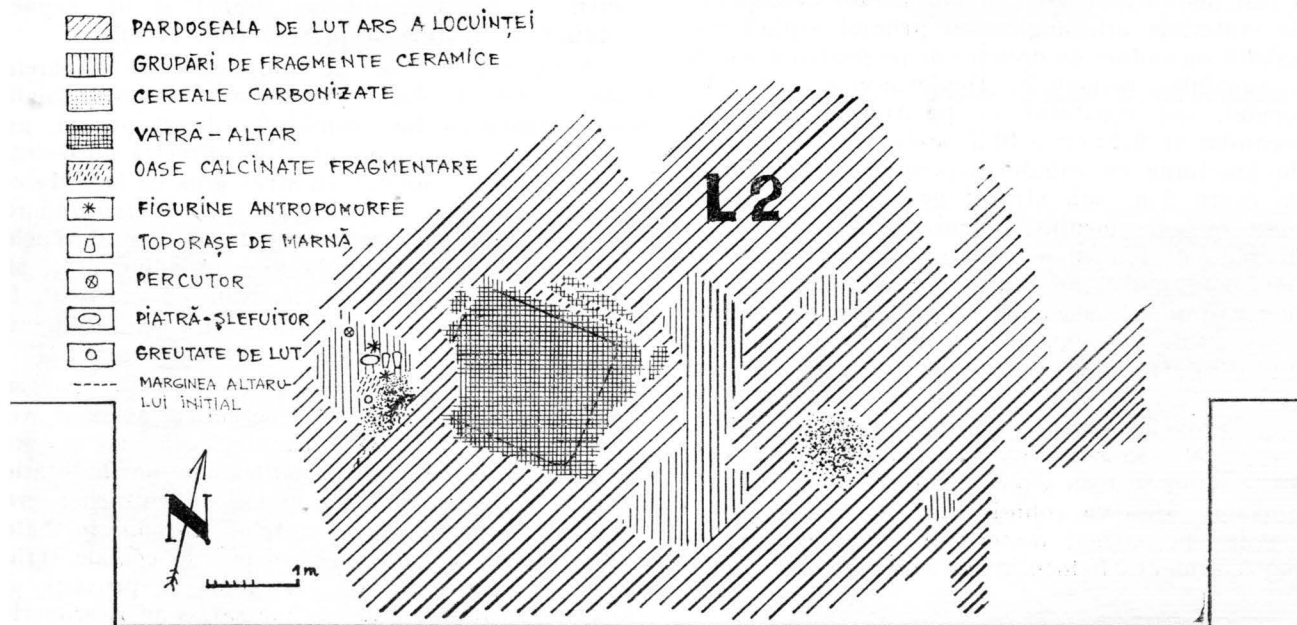 PARDOSEALA DE LUT ARS A LOCUINȚEI
GRUPĂRI DE FRAGMENTE CERAMICE
CEREALE CARBONIZATE
VATRĂ - ALTAR
OASE CALCINATE FRAGMENTARE
FIGURINE ANTROPOMORFE
TOPORAȘE DE MARNĂ
PERCUTOR
PIATRĂ-ȘLEFUITOR
GREUTATE DE LUT
MARGINEA ALTARU-
LUI INITIAL
L2
N
1m